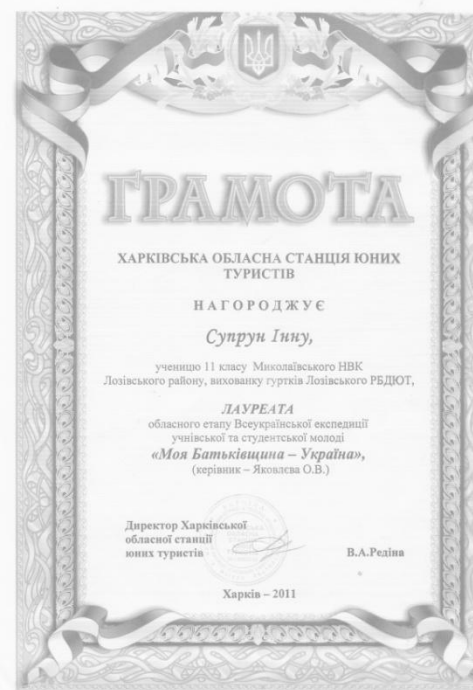 ГРАМОТА
ХАРКІВСЬКА ОБЛАСНА СТАНЦІЯ ЮНИХ
ТУРИСТІВ
НАГОРОДЖУЄ
Супрун Інну,
ученицю 11 класу Миколаївського НВК
Лозівського району, вихованку гуртків Лозівського РБДЮТ,
ЛАУРЕАТА
обласного етапу Всеукраїнської експедиції
учнівської та студентської молоді
«Моя Батьківщина – Україна»,
(керівник – Яковлєва О.В.)
Директор Харківської
обласної станції
юних туристів В.А.Редіна
Харків – 2011